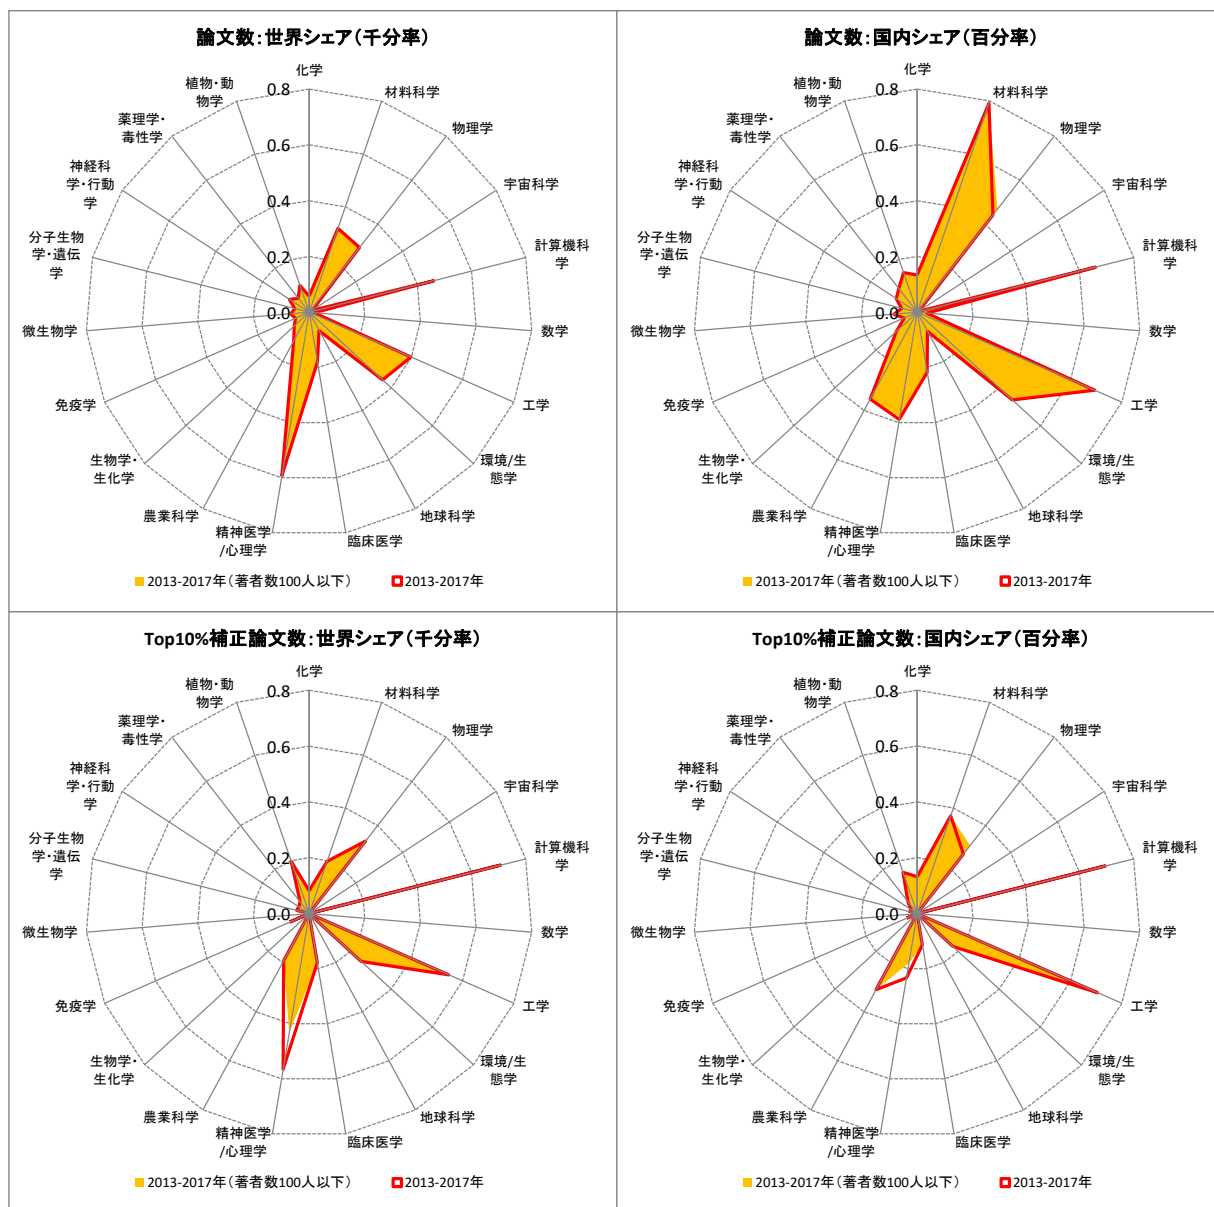 論文数：世界シェア（千分率）
化学
材料科学
物理学
宇宙科学
計算機科
学
数学
工学
環境/生
態学
地球科学
臨床医学
精神医学
/心理学
農業科学
生物学・
生化学
免疫学
微生物学
分子生物
学・遺伝
学
神経科
学・行動
学
薬理学・
毒性学
植物・動
物学
0.8
0.6
0.4
0.2
0.0
2013-2017年（著者数100人以下）
2013-2017年
論文数：国内シェア（百分率）
化学
材料科学
物理学
宇宙科学
計算機科
学
数学
工学
環境/生
態学
地球科学
臨床医学
精神医学
/心理学
農業科学
生物学・
生化学
免疫学
微生物学
分子生物
学・遺伝
学
神経科
学・行動
学
薬理学・
毒性学
植物・動
物学
0.8
0.6
0.4
0.2
0.0
2013-2017年（著者数100人以下）
2013-2017年
Top10%補正論文数：世界シェア（千分率）
化学
材料科学
物理学
宇宙科学
計算機科
学
数学
工学
環境/生
態学
地球科学
臨床医学
精神医学
/心理学
農業科学
生物学・
生化学
免疫学
微生物学
分子生物
学・遺伝
学
神経科
学・行動
学
薬理学・
毒性学
植物・動
物学
0.8
0.6
0.4
0.2
0.0
2013-2017年（著者数100人以下）
2013-2017年
Top10%補正論文数：国内シェア（百分率）
化学
材料科学
物理学
宇宙科学
計算機科
学
数学
工学
環境/生
態学
地球科学
臨床医学
精神医学
/心理学
農業科学
生物学・
生化学
免疫学
微生物学
分子生物
学・遺伝
学
神経科
学・行動
学
薬理学・
毒性学
植物・動
物学
0.8
0.6
0.4
0.2
0.0
2013-2017年（著者数100人以下）
2013-2017年